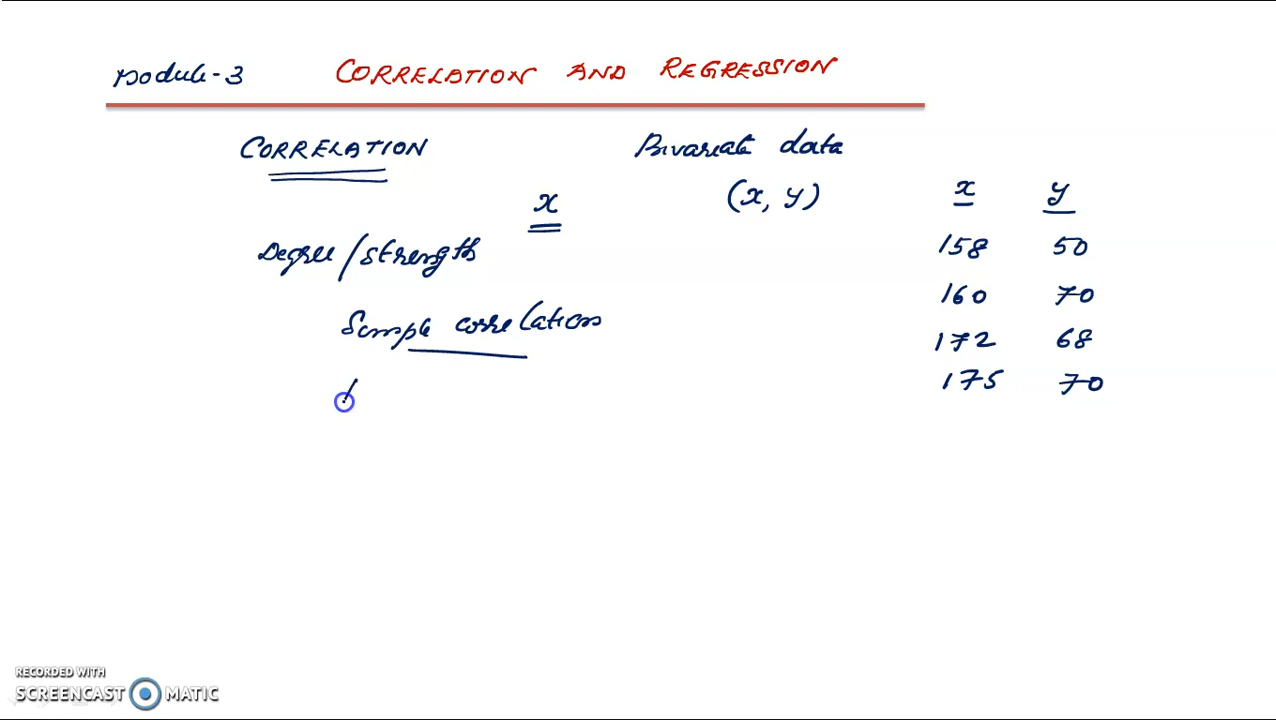 Module-3 CORRELATION AND REGRESSION
CORRELATION Bivariate data
x (x, y) x y
Degree/strength 158 50
160 70
Simple correlation 172 68
175 70
RECORDED WITH
SCREENCAST MATIC